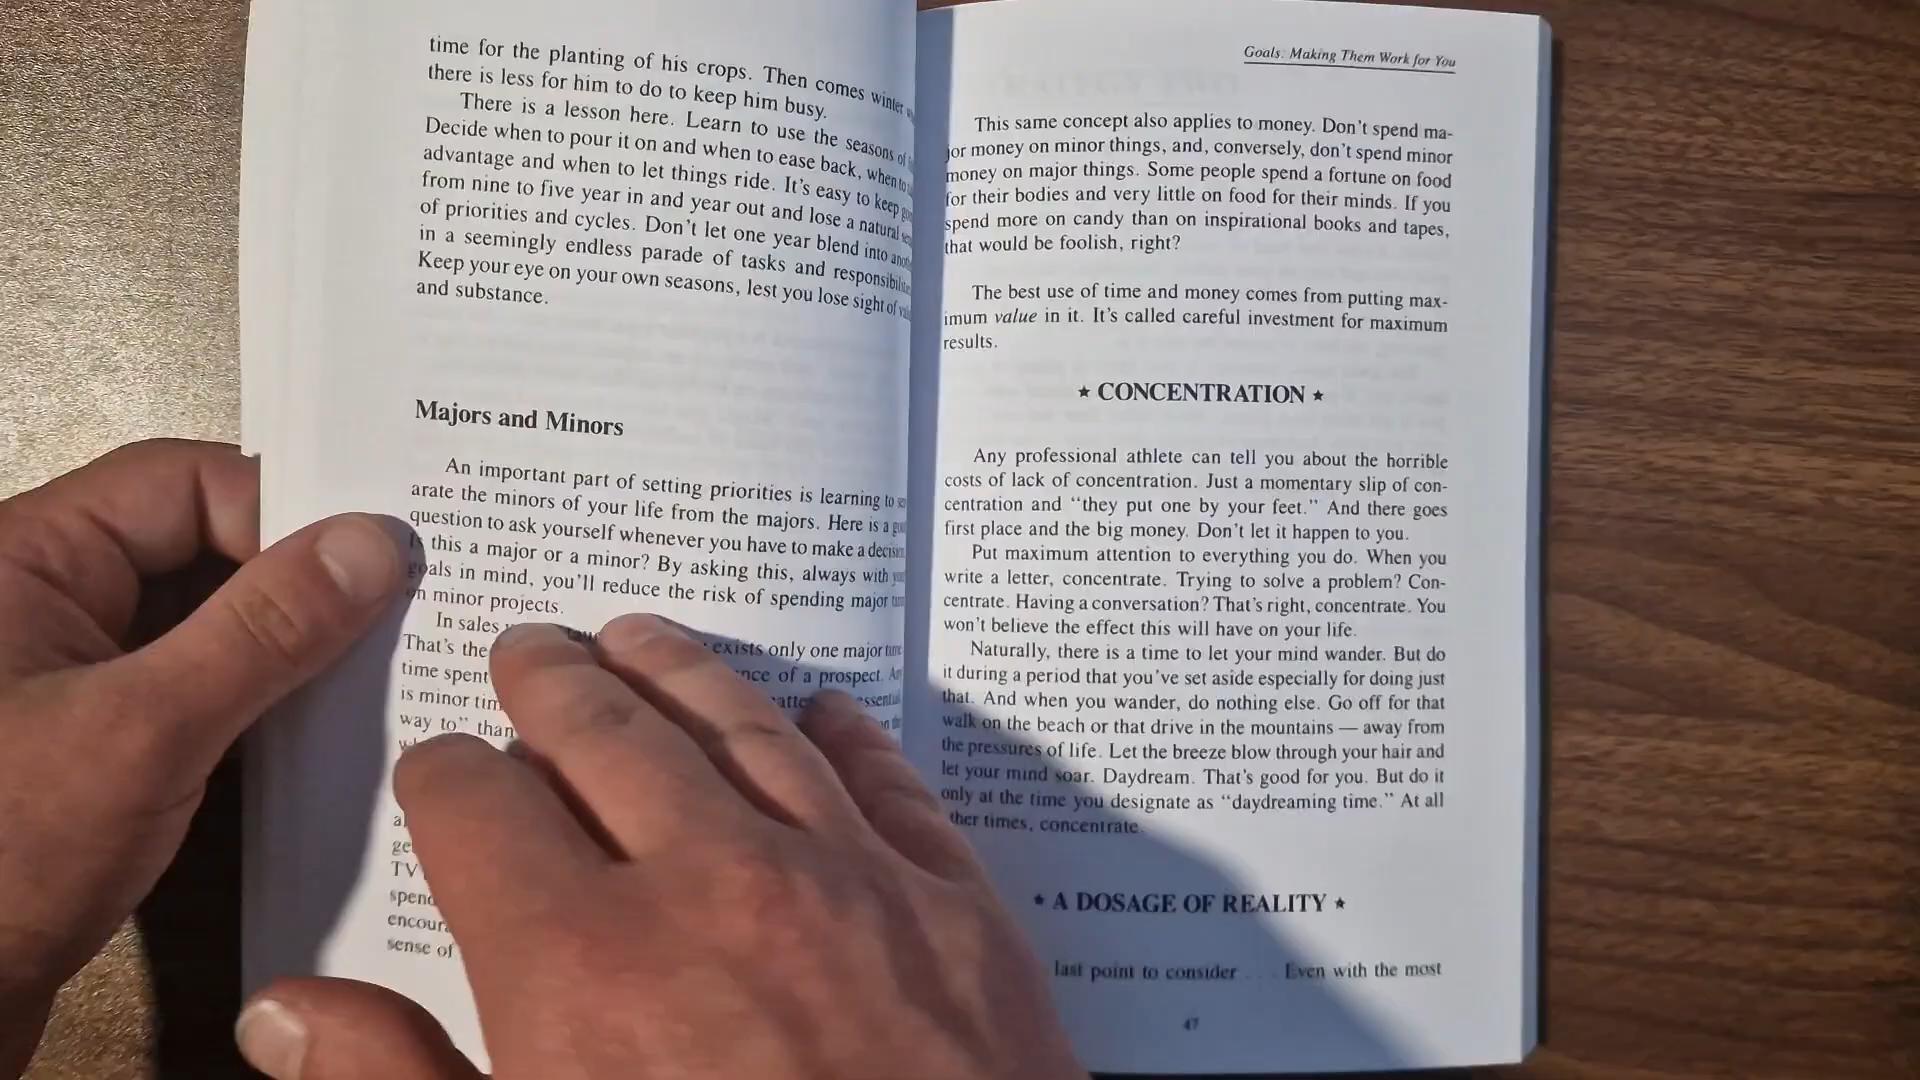 time for the planting of his crops. Then comes winter
there is less for him to do to keep him busy.
There is a lesson here. Learn to use the seasons of
Decide when to pour it on and when to ease back, when to
advantage and when to let things ride. It's easy to keep
from nine to five year in and year out and lose a natural
of priorities and cycles. Don't let one year blend into
in a seemingly endless parade of tasks and
Keep your eye on your own seasons, lest you lose sight of
and substance.
Majors and Minors
An important part of setting priorities is learning to
arate the minors of your life from the majors. Here is a
question to ask yourself whenever you have to make a
this a major or a minor? By asking this, always with
goals in mind, you'll reduce the risk of spending major
on minor projects.
In sales
That's the exists only one major
time spent of a prospect.
is minor
way to" than
TV
sense of
Goals: Making Them Work for You
This same concept also applies to money. Don't spend ma-
jor money on minor things, and, conversely, don't spend minor
money on major things. Some people spend a fortune on food
for their bodies and very little on food for their minds. If you
spend more on candy than on inspirational books and tapes,
that would be foolish, right?
The best use of time and money comes from putting max-
imum value in it. It's called careful investment for maximum
results.
★ CONCENTRATION ★
Any professional athlete can tell you about the horrible
costs of lack of concentration. Just a momentary slip of con-
centration and “they put one by your feet.” And there goes
first place and the big money. Don't let it happen to you.
Put maximum attention to everything you do. When you
write a letter, concentrate. Trying to solve a problem? Con-
centrate. Having a conversation? That's right, concentrate. You
won't believe the effect this will have on your life.
Naturally, there is a time to let your mind wander. But do
it during a period that you've set aside especially for doing just
that. And when you wander, do nothing else. Go off for that
walk on the beach or that drive in the mountains — away from
the pressures of life. Let the breeze blow through your hair and
let your mind soar. Daydream. That's good for you. But do it
only at the time you designate as “daydreaming time.” At all
ther times, concentrate.
★ A DOSAGE OF REALITY ★
last point to consider . . . Even with the most
47